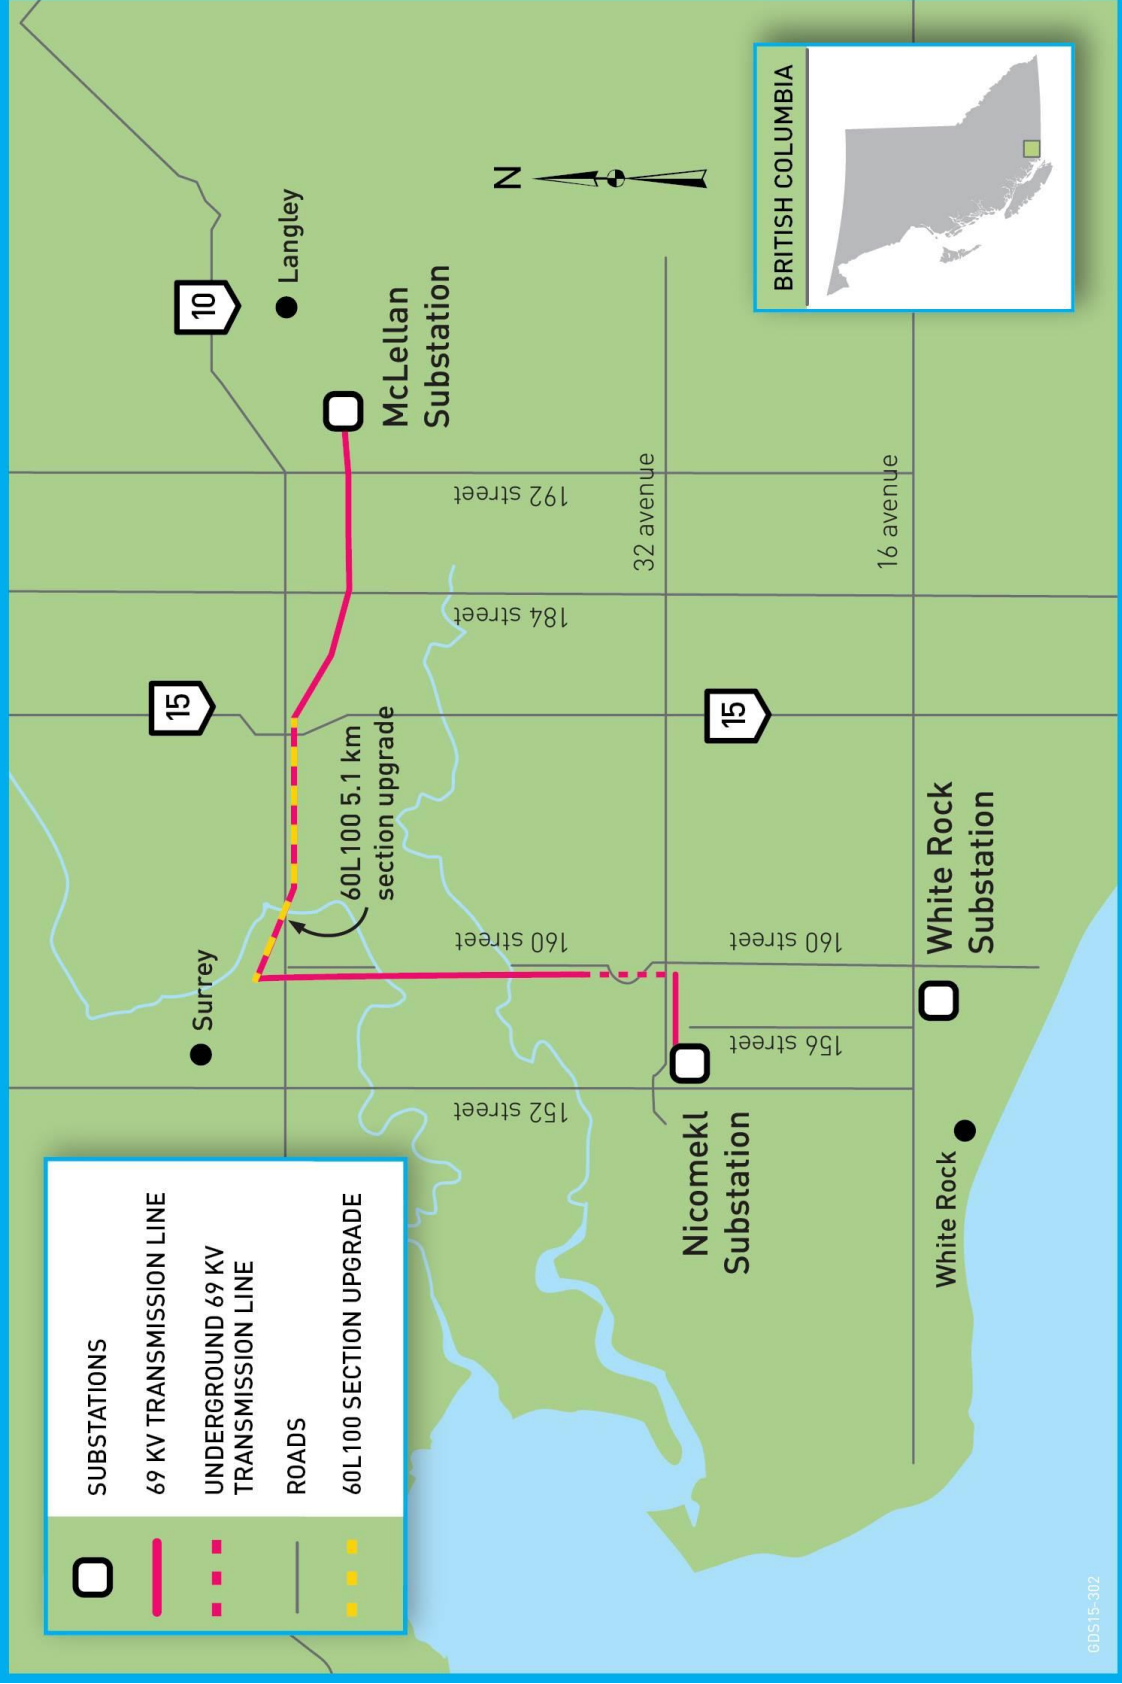 SUBSTATIONS
69 KV TRANSMISSION LINE
UNDERGROUND 69 KV
TRANSMISSION LINE
ROADS
60L100 SECTION UPGRADE
Surrey
15
10
Langley
McLellan
Substation
N
60L100 5.1 km
section upgrade
152 street
160 street
184 street
192 street
32 avenue
Nicomekl
Substation
156 street
160 street
15
16 avenue
White Rock
White Rock
Substation
BRITISH COLUMBIA
GDS15-302